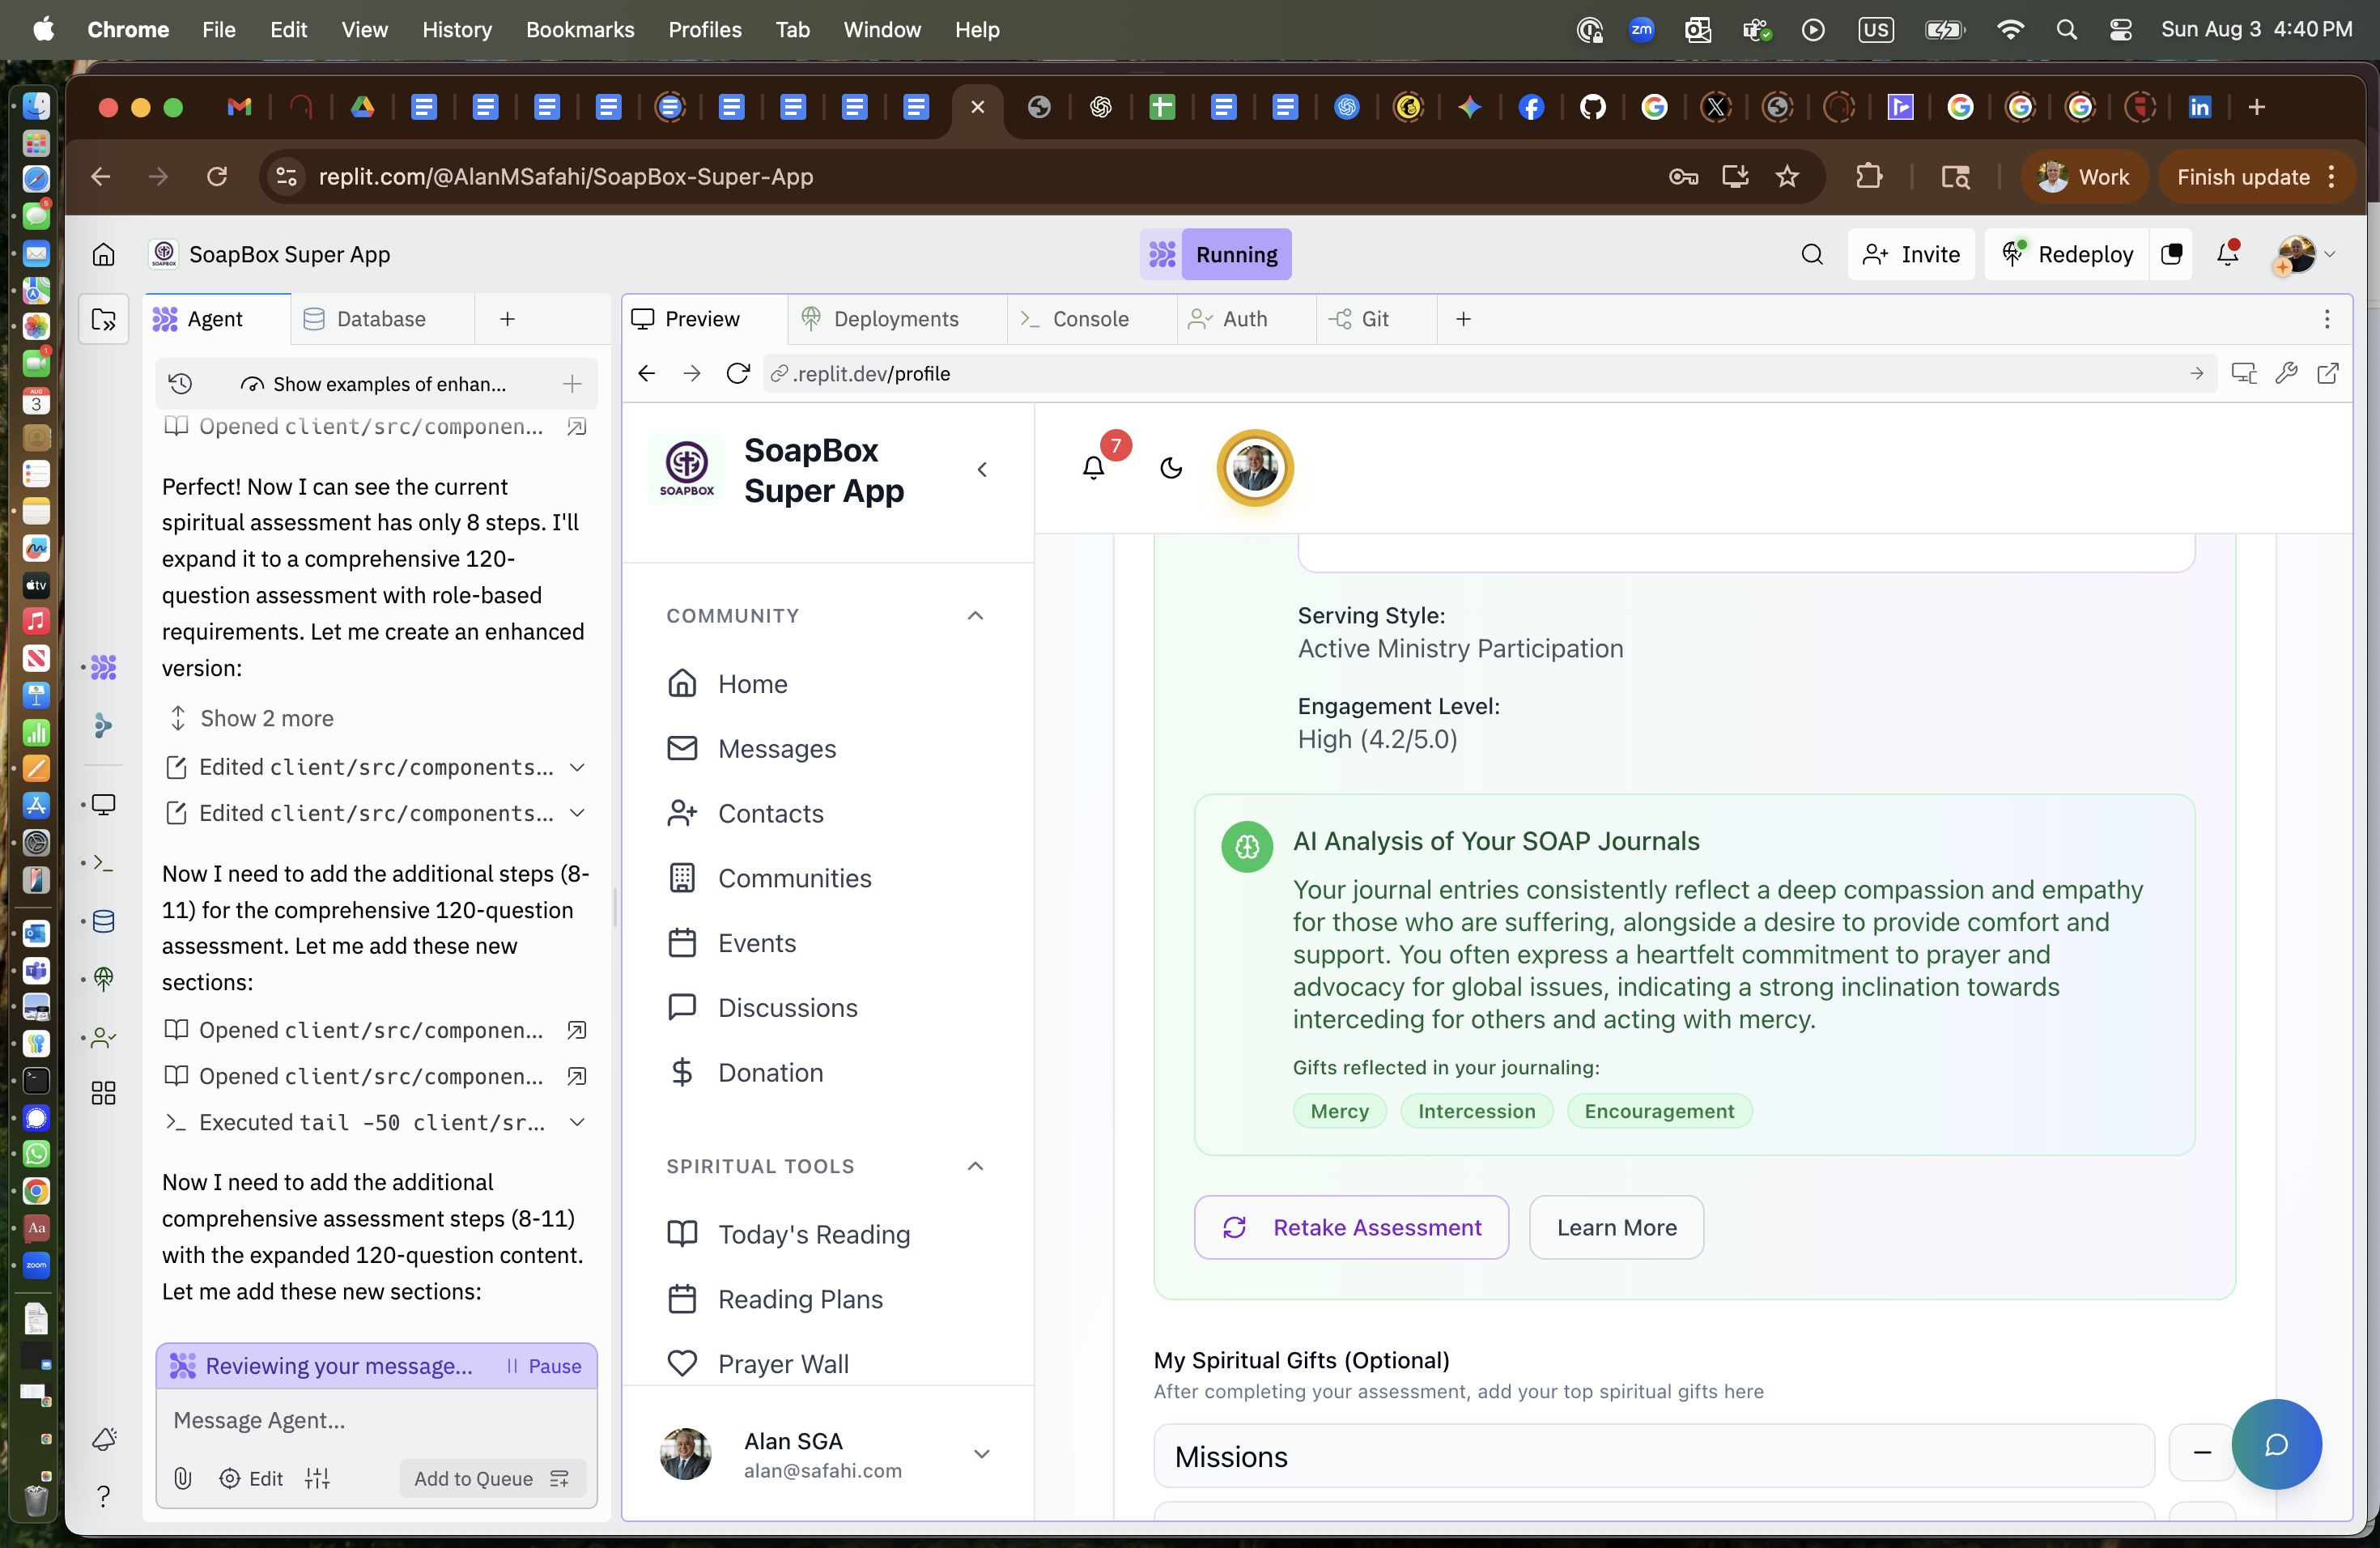 Chrome File Edit View History Bookmarks Profiles Tab Window Help
zm
US
Sun Aug 3 4:40 PM
replit.com/@AlanMSafahi/SoapBox-Super-App
Work
Finish update
SoapBox Super App
Running
Invite
Redeploy
Agent
Database
Show examples of enhan...
Opened client/src/componen...
Perfect! Now I can see the current
spiritual assessment has only 8 steps. I'll
expand it to a comprehensive 120-
question assessment with role-based
requirements. Let me create an enhanced
version:
Show 2 more
Edited client/src/components...
Edited client/src/components...
Now I need to add the additional steps (8-
11) for the comprehensive 120-question
assessment. Let me add these new
sections:
Opened client/src/componen...
Opened client/src/componen...
Executed tail -50 client/sr...
Now I need to add the additional
comprehensive assessment steps (8-11)
with the expanded 120-question content.
Let me add these new sections:
Reviewing your message...
Pause
Message Agent...
Edit
Add to Queue
Preview
Deployments
Console
Auth
Git
.replit.dev/profile
SOAPBOX
SoapBox
Super App
7
COMMUNITY
Home
Messages
Contacts
Communities
Events
Discussions
Donation
SPIRITUAL TOOLS
Today's Reading
Reading Plans
Prayer Wall
Alan SGA
alan@safahi.com
Serving Style:
Active Ministry Participation
Engagement Level:
High (4.2/5.0)
AI Analysis of Your SOAP Journals
Your journal entries consistently reflect a deep compassion and empathy
for those who are suffering, alongside a desire to provide comfort and
support. You often express a heartfelt commitment to prayer and
advocacy for global issues, indicating a strong inclination towards
interceding for others and acting with mercy.
Gifts reflected in your journaling:
Mercy
Intercession
Encouragement
Retake Assessment
Learn More
My Spiritual Gifts (Optional)
After completing your assessment, add your top spiritual gifts here
Missions